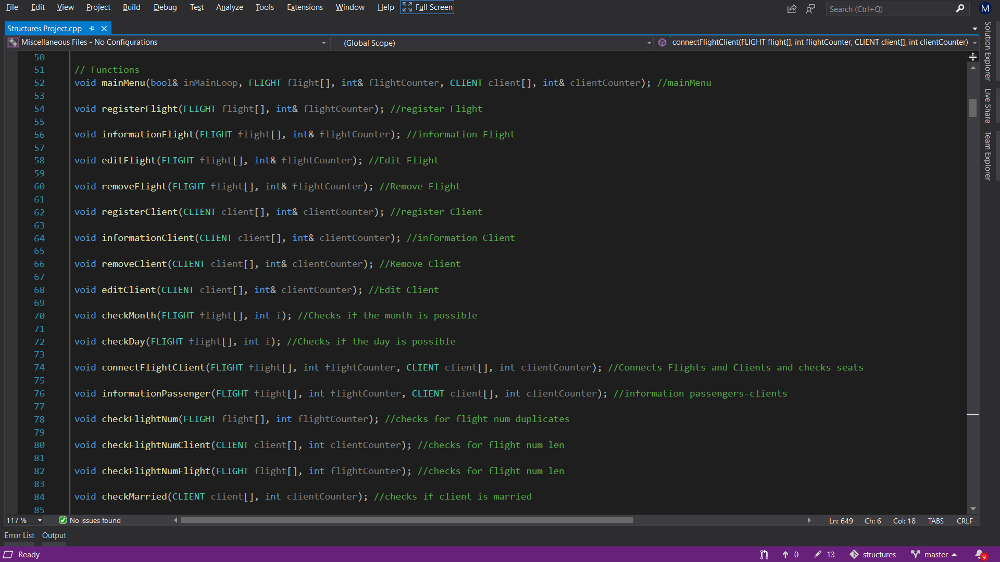 File Edit View Project Build Debug Test Analyze Tools Extensions Window Help Full Screen Search (Ctrl+Q) M
Structures Project.cpp
Miscellaneous Files - No Configurations (Global Scope) connectFlightClient(FLIGHT flight[], int flightCounter, CLIENT client[], int clientCounter)
50
51 // Functions
52 void mainMenu(bool& inMainLoop, FLIGHT flight[], int& flightCounter, CLIENT client[], int& clientCounter); //mainMenu
53
54 void registerFlight(FLIGHT flight[], int& flightCounter); //register Flight
55
56 void informationFlight(FLIGHT flight[], int& flightCounter); //information Flight
57
58 void editFlight(FLIGHT flight[], int& flightCounter); //Edit Flight
59
60 void removeFlight(FLIGHT flight[], int& flightCounter); //Remove Flight
61
62 void registerClient(CLIENT client[], int& clientCounter); //register Client
63
64 void informationClient(CLIENT client[], int& clientCounter); //information Client
65
66 void removeClient(CLIENT client[], int& clientCounter); //Remove Client
67
68 void editClient(CLIENT client[], int& clientCounter); //Edit Client
69
70 void checkMonth(FLIGHT flight[], int i); //Checks if the month is possible
71
72 void checkDay(FLIGHT flight[], int i); //Checks if the day is possible
73
74 void connectFlightClient(FLIGHT flight[], int flightCounter, CLIENT client[], int clientCounter); //Connects Flights and Clients and checks seats
75
76 void informationPassenger(FLIGHT flight[], int flightCounter, CLIENT client[], int clientCounter); //information passengers-clients
77
78 void checkFlightNum(FLIGHT flight[], int flightCounter); //checks for flight num duplicates
79
80 void checkFlightNumClient(CLIENT client[], int clientCounter); //checks for flight num len
81
82 void checkFlightNumFlight(FLIGHT flight[], int flightCounter); //checks for flight num len
83
84 void checkMarried(CLIENT client[], int clientCounter); //checks if client is married
85
Solution Explorer
Live Share
Team Explorer
117 % No issues found Ln: 649 Ch: 6 Col: 18 TABS CRLF
Error List Output
Ready 0 13 structures master 9